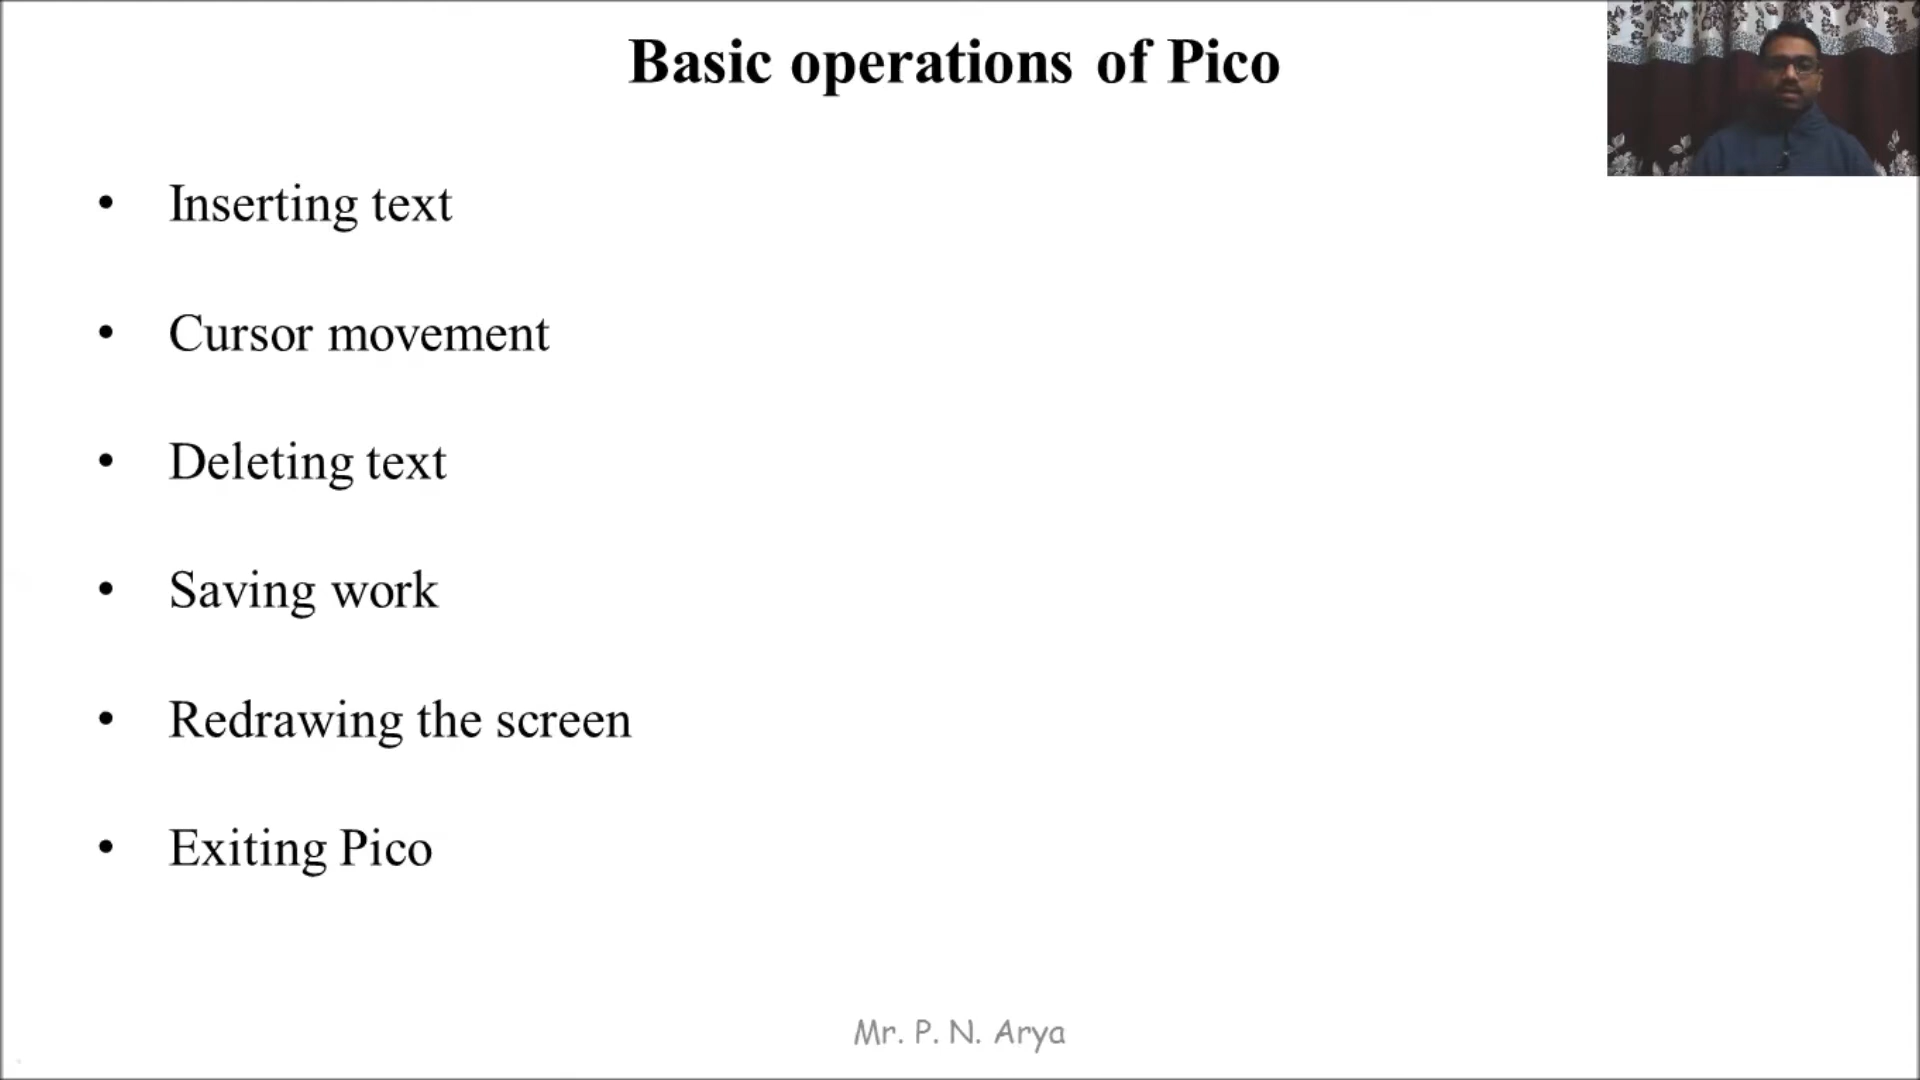 Basic operations of Pico
• Inserting text
• Cursor movement
• Deleting text
• Saving work
• Redrawing the screen
• Exiting Pico
Mr. P. N. Arya